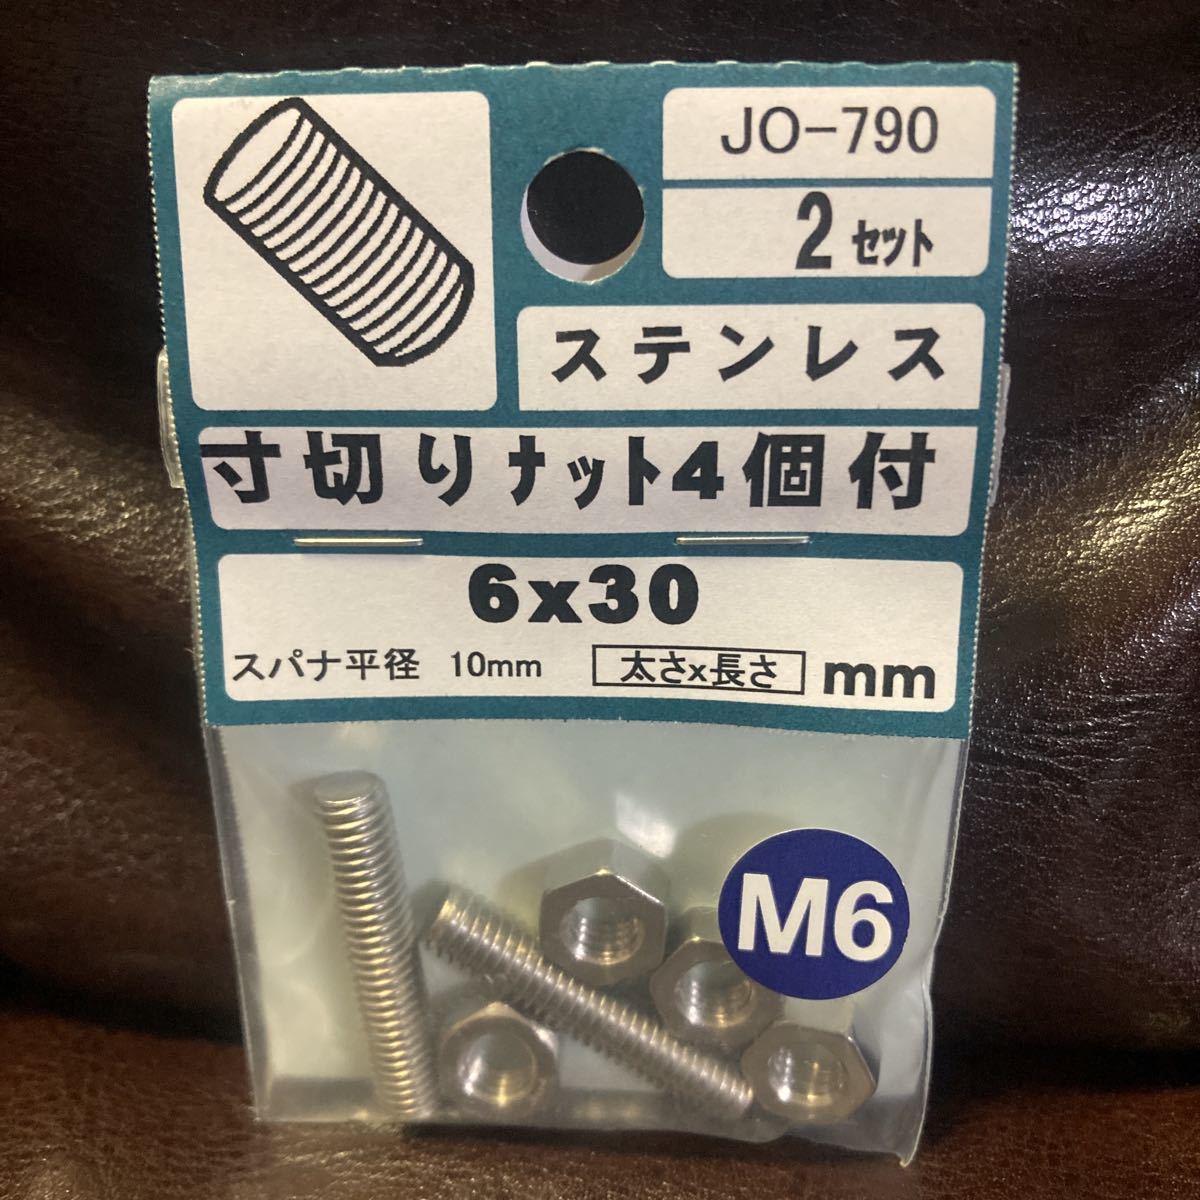 JO-790
2セット
ステンレス
寸切りナット4個付
6x30
スパナ平径 10mm 太さx長さ mm
M6